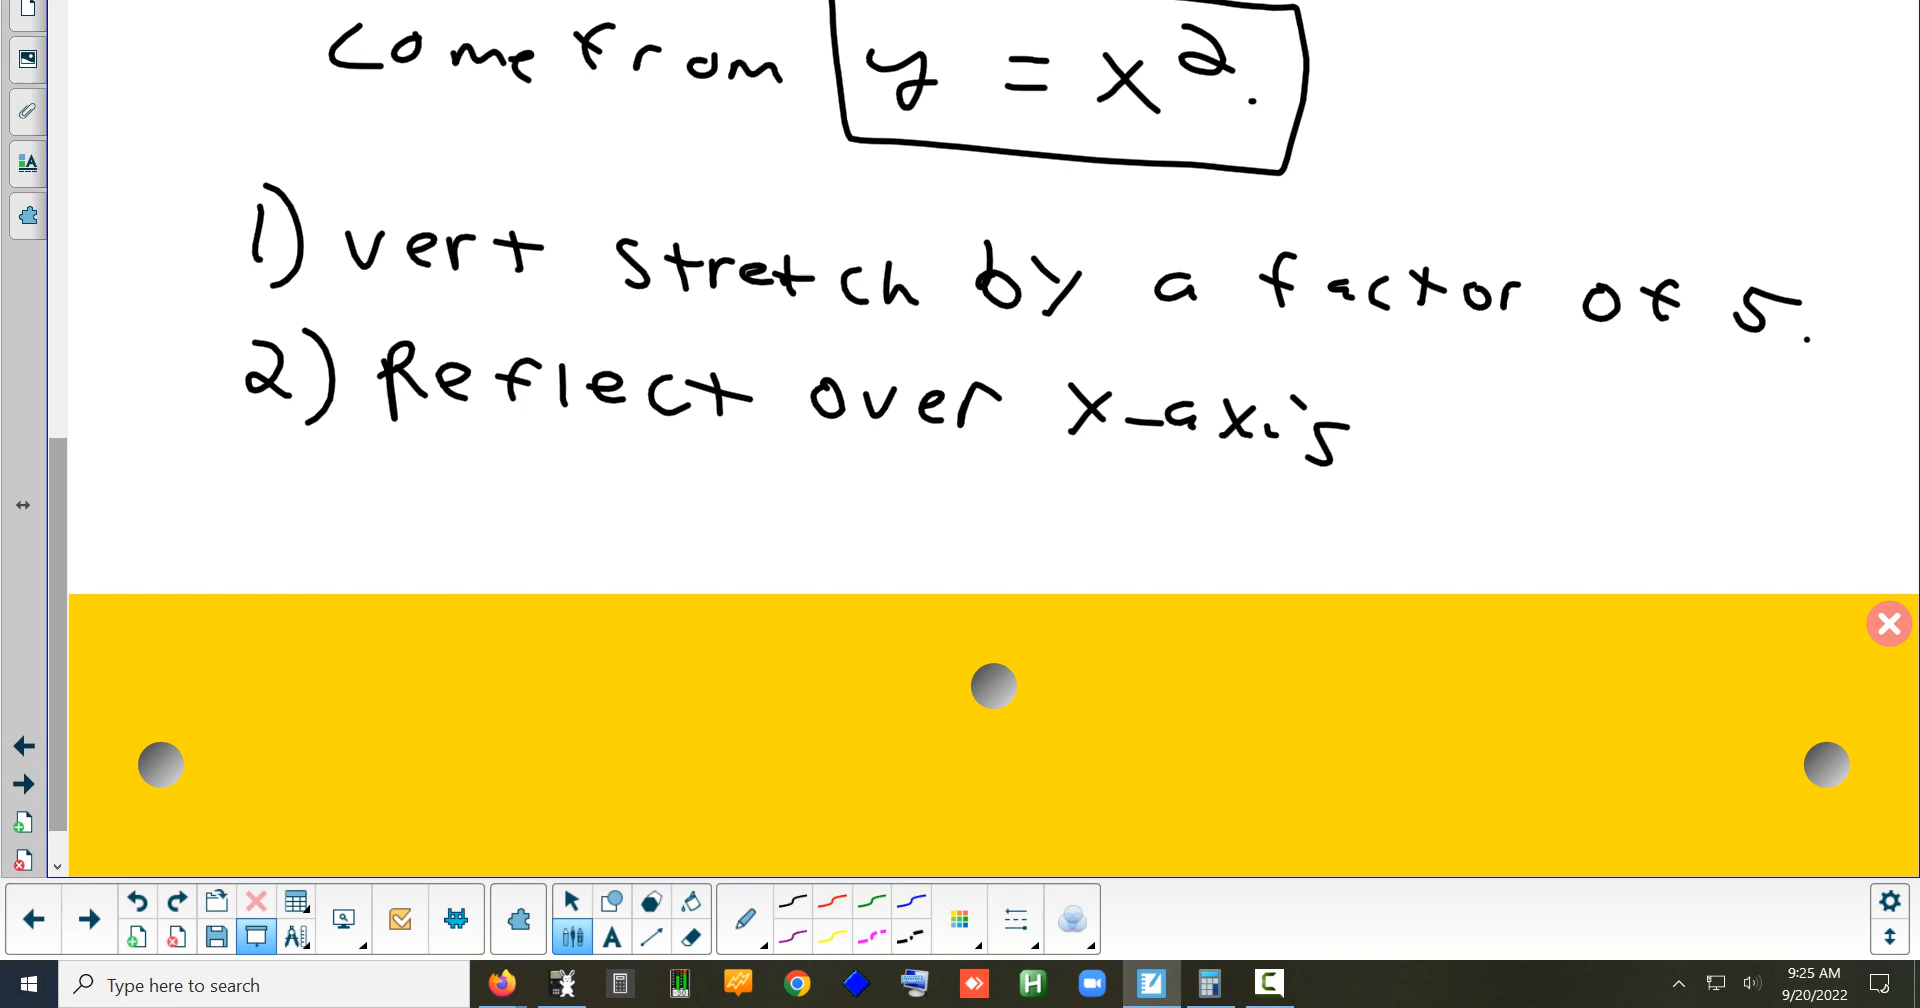 come from y = x².
1) vert stretch by a factor of 5.
2) Reflect over x-axis
Type here to search
9:25 AM
9/20/2022